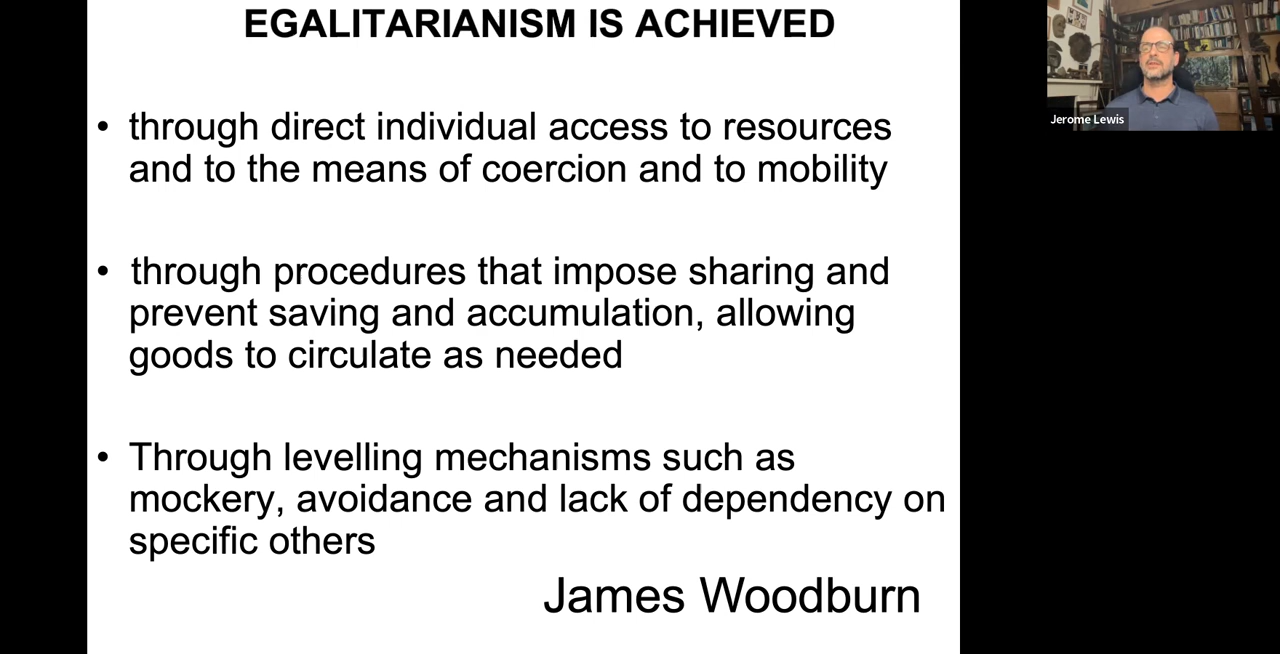 EGALITARIANISM IS ACHIEVED
• through direct individual access to resources
and to the means of coercion and to mobility
• through procedures that impose sharing and
prevent saving and accumulation, allowing
goods to circulate as needed
• Through levelling mechanisms such as
mockery, avoidance and lack of dependency on
specific others
James Woodburn
Jerome Lewis